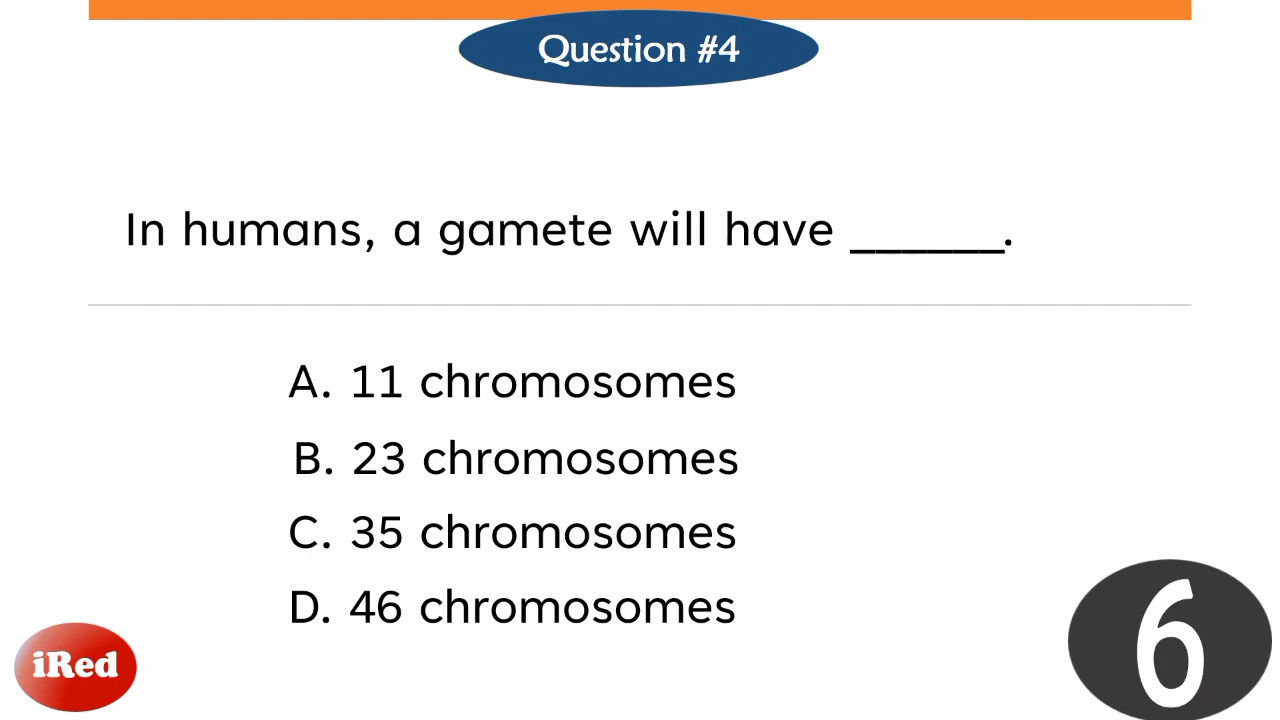 Question #4
In humans, a gamete will have ______.
A. 11 chromosomes
B. 23 chromosomes
C. 35 chromosomes
D. 46 chromosomes
iRed
6